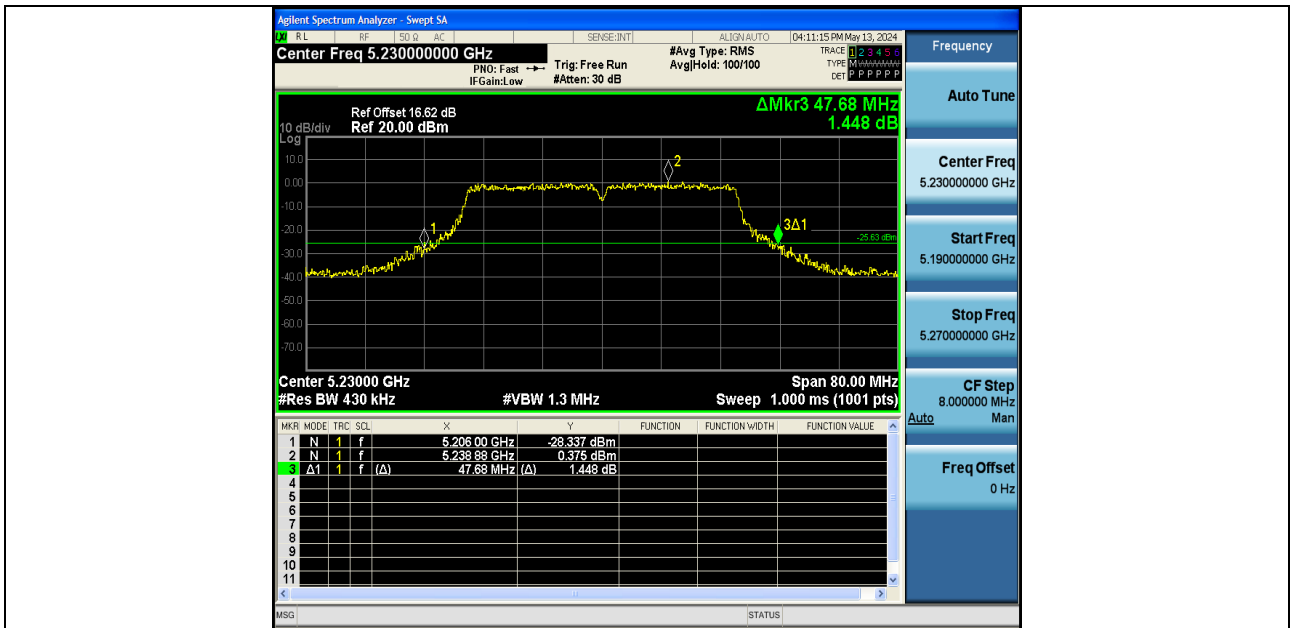 Agilent Spectrum Analyzer - Swept SA
LXI RL RF 50 Ω AC SENSE:INT ALIGN AUTO 04:11:15 PM May 13, 2024
Center Freq 5.230000000 GHz
PNO: Fast
IFGain:Low
Trig: Free Run
#Atten: 30 dB
#Avg Type: RMS
Avg|Hold: 100/100
TRACE 1 2 3 4 5 6
TYPE M
DET P P P P P P
Frequency
Auto Tune
Center Freq
5.230000000 GHz
Start Freq
5.190000000 GHz
Stop Freq
5.270000000 GHz
CF Step
8.000000 MHz
Auto Man
Freq Offset
0 Hz
ΔMkr3 47.68 MHz
1.448 dB
Ref Offset 16.62 dB
10 dB/div Ref 20.00 dBm
Log
10.0
0.00
-10.0
-20.0
-30.0
-40.0
-50.0
-60.0
-70.0
1
2
3Δ1
-25.63 dBm
Center 5.23000 GHz Span 80.00 MHz
#Res BW 430 kHz #VBW 1.3 MHz Sweep 1.000 ms (1001 pts)
MKR MODE TRC SCL X Y FUNCTION FUNCTION WIDTH FUNCTION VALUE
1 N 1 f 5.206 00 GHz -28.337 dBm
2 N 1 f 5.238 88 GHz 0.375 dBm
3 Δ1 1 f (Δ) 47.68 MHz (Δ) 1.448 dB
4
5
6
7
8
9
10
11
MSG STATUS